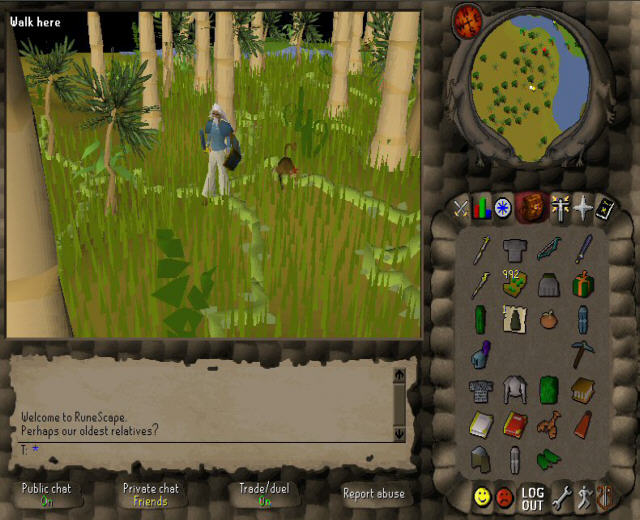 Walk here
992
Welcome to RuneScape.
Perhaps our oldest relatives?
T: *
Public chat
On
Private chat
Friends
Trade/duel
On
Report abuse
LOG
OUT